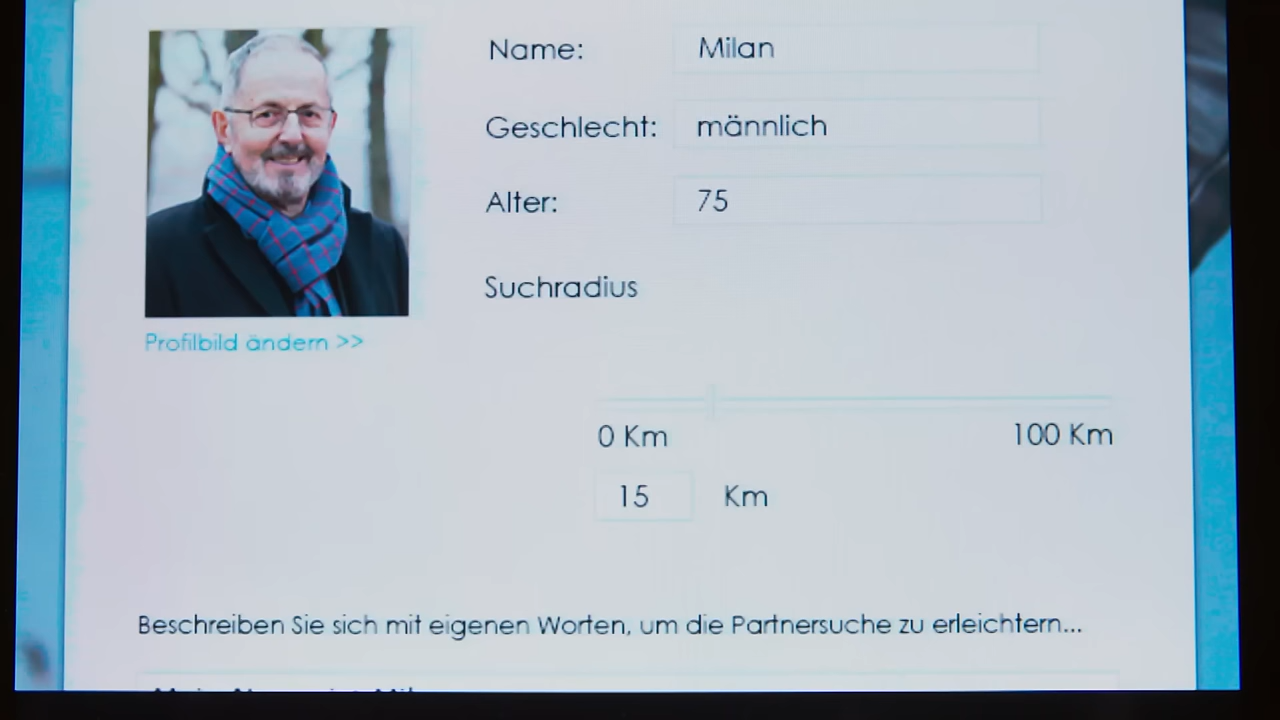 Name: Milan
Geschlecht: männlich
Alter: 75
Suchradius
Profilbild ändern >>
0 Km 100 Km
15 Km
Beschreiben Sie sich mit eigenen Worten, um die Partnersuche zu erleichtern...